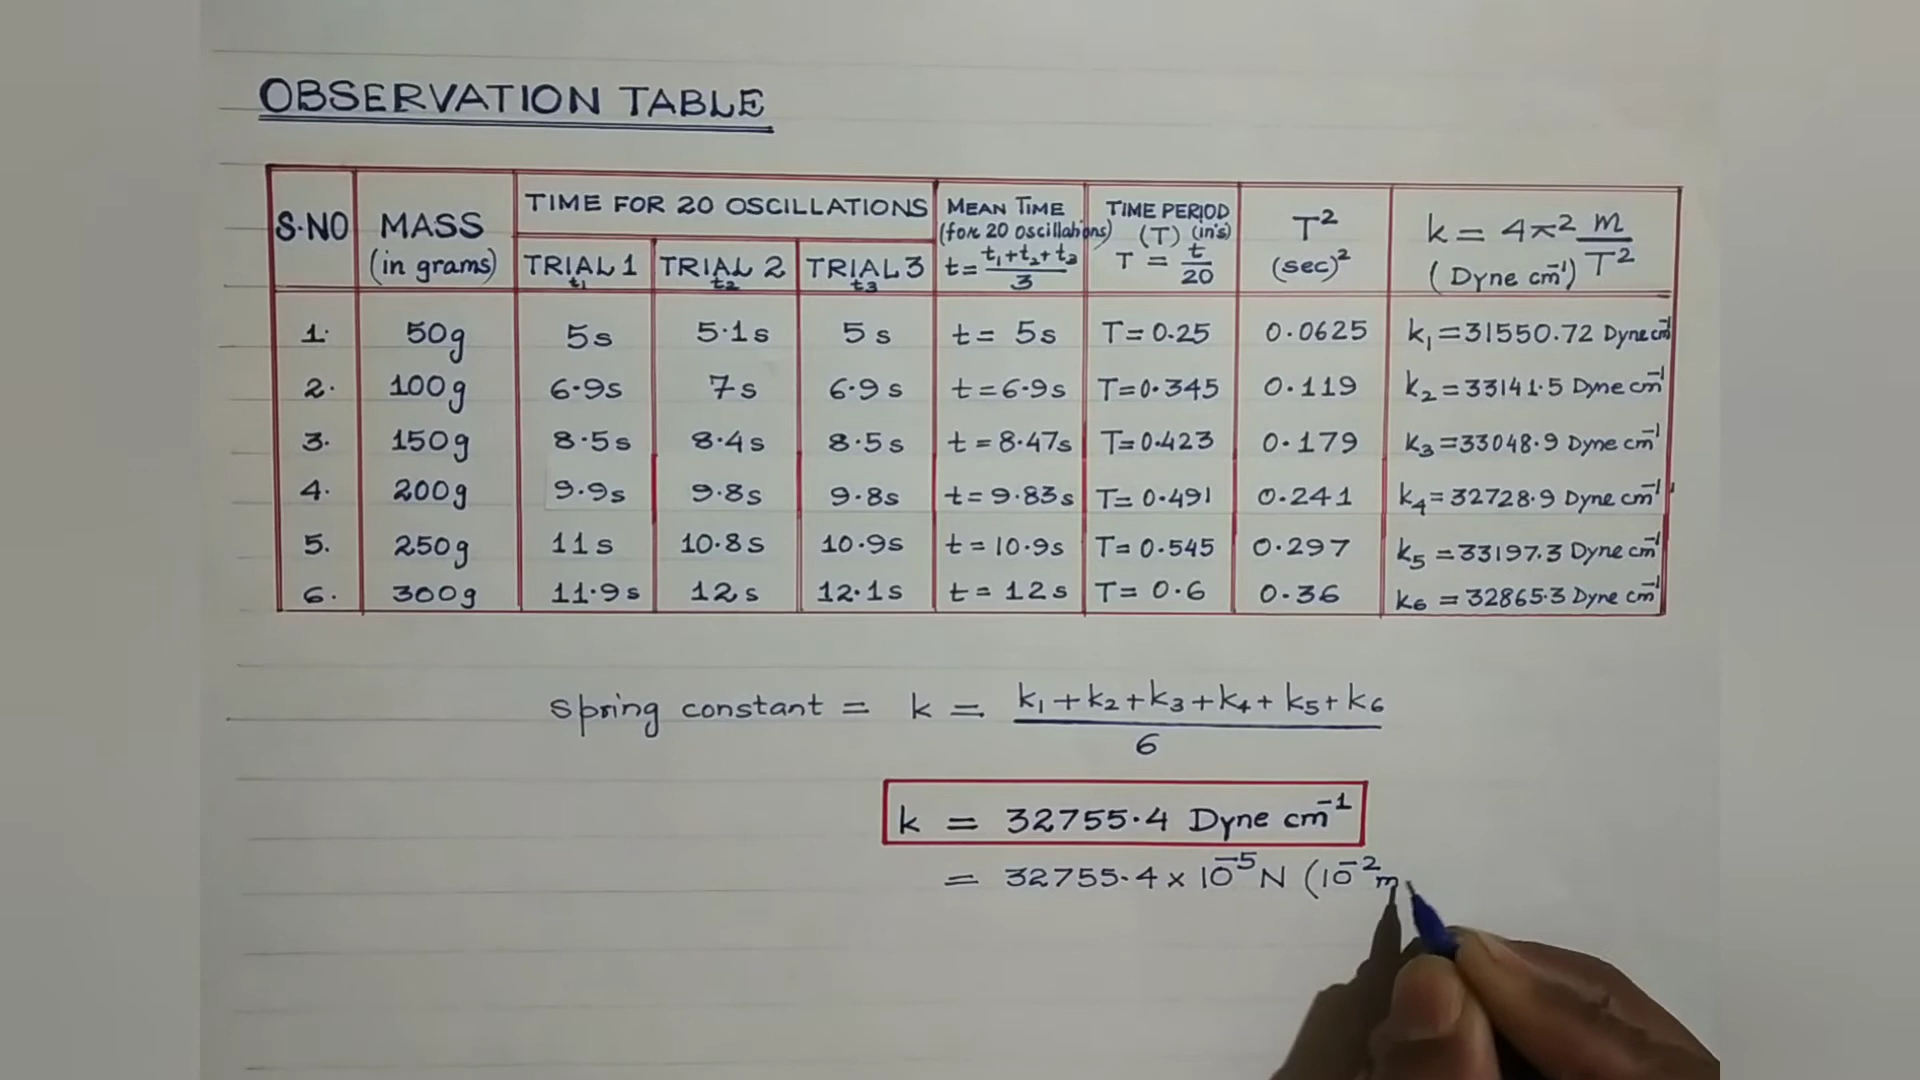 OBSERVATION TABLE
S.NO MASS (in grams) TIME FOR 20 OSCILLATIONS TRIAL 1 t₁ TRIAL 2 t₂ TRIAL 3 t₃ MEAN TIME (for 20 oscillations) t = t₁+t₂+t₃/3 TIME PERIOD (T) (in s) T = t/20 T² (sec)² k = 4π² m/T² (Dyne cm⁻¹)
1. 50g 5s 5.1s 5s t = 5s T = 0.25 0.0625 k₁ = 31550.72 Dyne cm⁻¹
2. 100g 6.9s 7s 6.9s t = 6.9s T = 0.345 0.119 k₂ = 33141.5 Dyne cm⁻¹
3. 150g 8.5s 8.4s 8.5s t = 8.47s T = 0.423 0.179 k₃ = 33048.9 Dyne cm⁻¹
4. 200g 9.9s 9.8s 9.8s t = 9.83s T = 0.491 0.241 k₄ = 32728.9 Dyne cm⁻¹
5. 250g 11s 10.8s 10.9s t = 10.9s T = 0.545 0.297 k₅ = 33197.3 Dyne cm⁻¹
6. 300g 11.9s 12s 12.1s t = 12s T = 0.6 0.36 k₆ = 32865.3 Dyne cm⁻¹
Spring constant = k = k₁+k₂+k₃+k₄+k₅+k₆
6
k = 32755.4 Dyne cm⁻¹
= 32755.4 × 10⁻⁵ N (10⁻² m